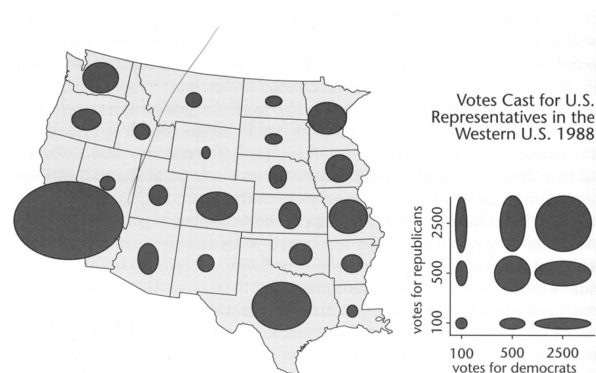 Votes Cast for U.S.
Representatives in the
Western U.S. 1988
votes for republicans
2500
500
100
100 500 2500
votes for democrats